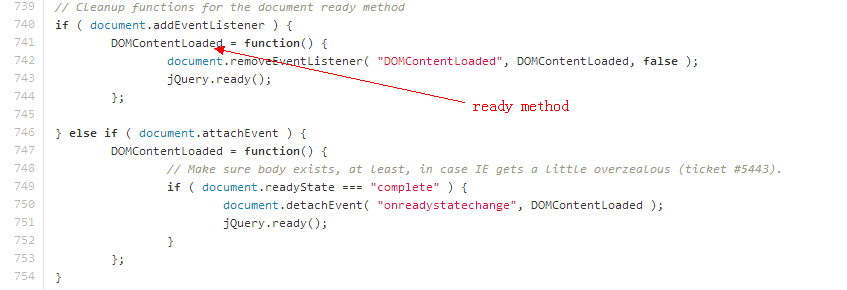 739 // Cleanup functions for the document ready method
740 if ( document.addEventListener ) {
741 DOMContentLoaded = function() {
742 document.removeEventListener( "DOMContentLoaded", DOMContentLoaded, false );
743 jQuery.ready();
744 };
ready method
745
746 } else if ( document.attachEvent ) {
747 DOMContentLoaded = function() {
748 // Make sure body exists, at least, in case IE gets a little overzealous (ticket #5443).
749 if ( document.readyState === "complete" ) {
750 document.detachEvent( "onreadystatechange", DOMContentLoaded );
751 jQuery.ready();
752 }
753 };
754 }